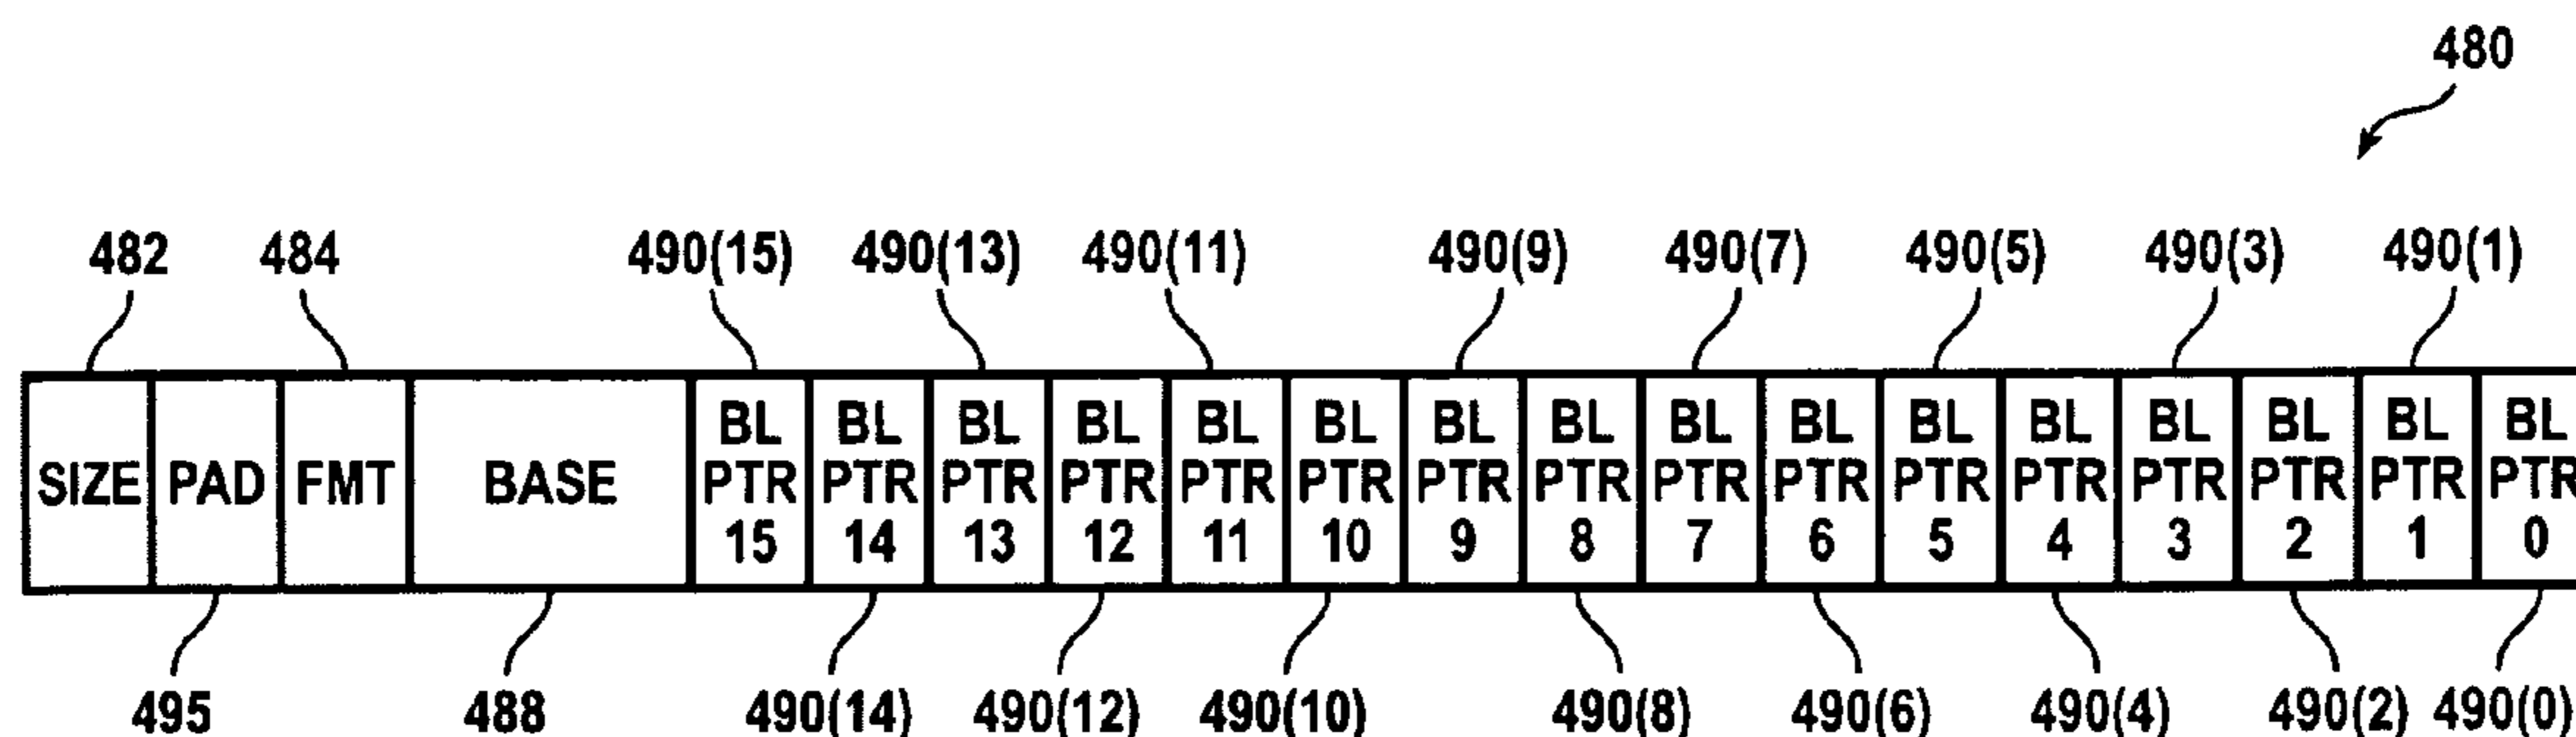 480
482 484 490(15) 490(13) 490(11) 490(9) 490(7) 490(5) 490(3) 490(1)
BL BL BL BL BL BL BL BL BL BL BL BL BL BL BL BL
SIZE PAD FMT BASE PTR PTR PTR PTR PTR PTR PTR PTR PTR PTR PTR PTR PTR PTR PTR PTR
15 14 13 12 11 10 9 8 7 6 5 4 3 2 1 0
495 488 490(14) 490(12) 490(10) 490(8) 490(6) 490(4) 490(2) 490(0)